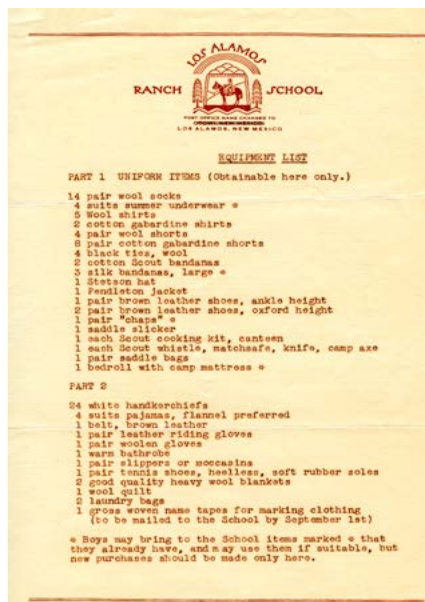 LOS ALAMOS
RANCH SCHOOL
POST OFFICE NAME CHANGED TO
LOS ALAMOS, NEW MEXICO
EQUIPMENT LIST
PART 1 UNIFORM ITEMS (Obtainable here only.)
14 pair wool socks
4 suits summer underwear *
5 Wool shirts
2 cotton gabardine shirts
4 pair wool shorts
8 pair cotton gabardine shorts
4 black ties, wool
2 cotton Scout bandanas
3 silk bandanas, large *
1 Stetson hat
1 Pendleton jacket
1 pair brown leather shoes, ankle height
2 pair brown leather shoes, oxford height
1 pair "chaps" *
1 saddle slicker
1 each Scout cooking kit, canteen
1 each Scout whistle, matchsafe, knife, camp axe
1 pair saddle bags
1 bedroll with camp mattress *
PART 2
24 white handkerchiefs
4 suits pajamas, flannel preferred
1 belt, brown leather
1 pair leather riding gloves
1 pair woolen gloves
1 warm bathrobe
1 pair slippers or moccasins
1 pair tennis shoes, heelless, soft rubber soles
2 good quality heavy wool blankets
1 wool quilt
2 laundry bags
1 gross woven name tapes for marking clothing
(to be mailed to the School by September 1st)
* Boys may bring to the School items marked * that
they already have, and may use them if suitable, but
new purchases should be made only here.